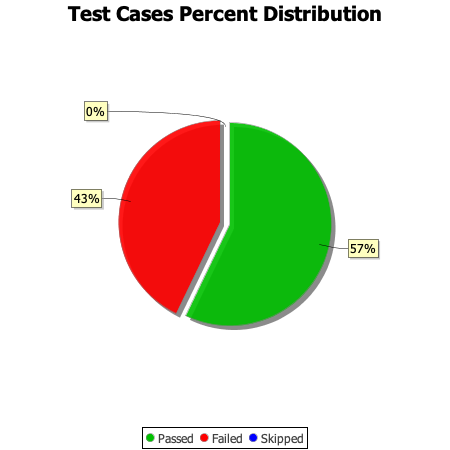 Test Cases Percent Distribution
0%
43%
57%
Passed Failed Skipped